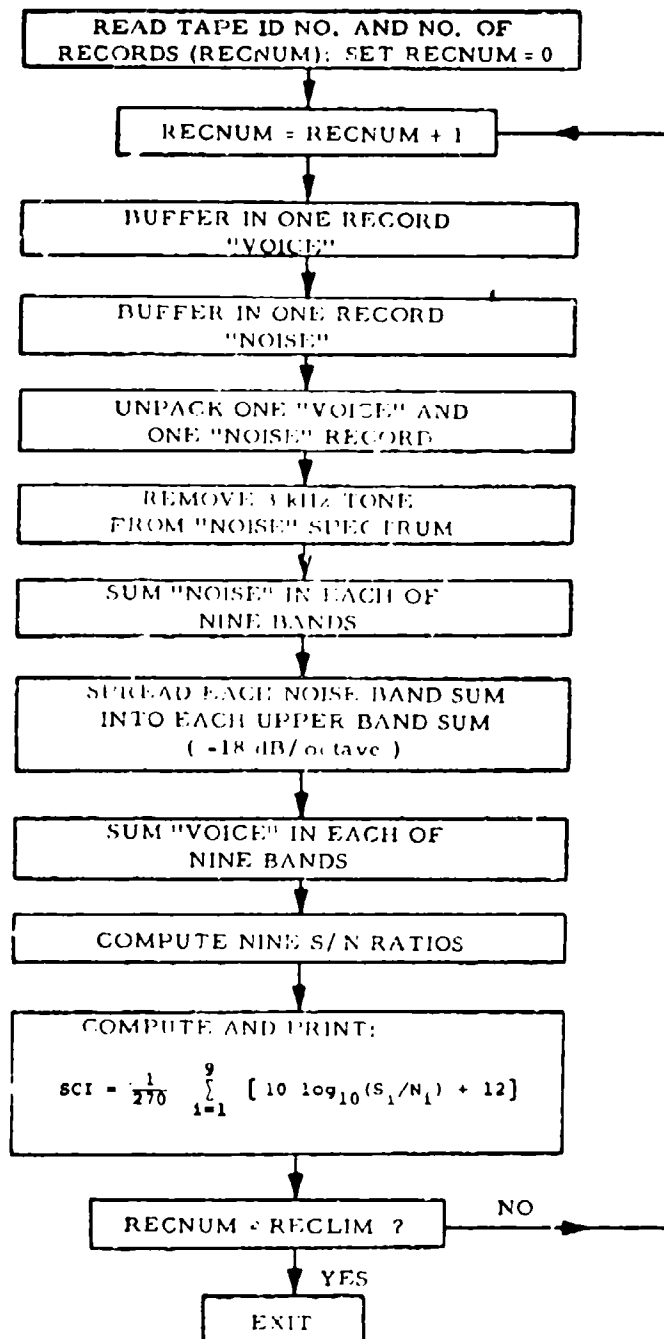 READ TAPE ID NO. AND NO. OF
RECORDS (RECNUM); SET RECNUM = 0
RECNUM = RECNUM + 1
BUFFER IN ONE RECORD
"VOICE"
BUFFER IN ONE RECORD
"NOISE"
UNPACK ONE "VOICE" AND
ONE "NOISE" RECORD
REMOVE 3 kHz TONE
FROM "NOISE" SPECTRUM
SUM "NOISE" IN EACH OF
NINE BANDS
SPREAD EACH NOISE BAND SUM
INTO EACH UPPER BAND SUM
( -18 dB/octave )
SUM "VOICE" IN EACH OF
NINE BANDS
COMPUTE NINE S/N RATIOS
COMPUTE AND PRINT:
SCI = 1/270 9∑i=1 [ 10 log10(Si/Ni) + 12]
RECNUM RECLIM ?
NO
YES
EXIT